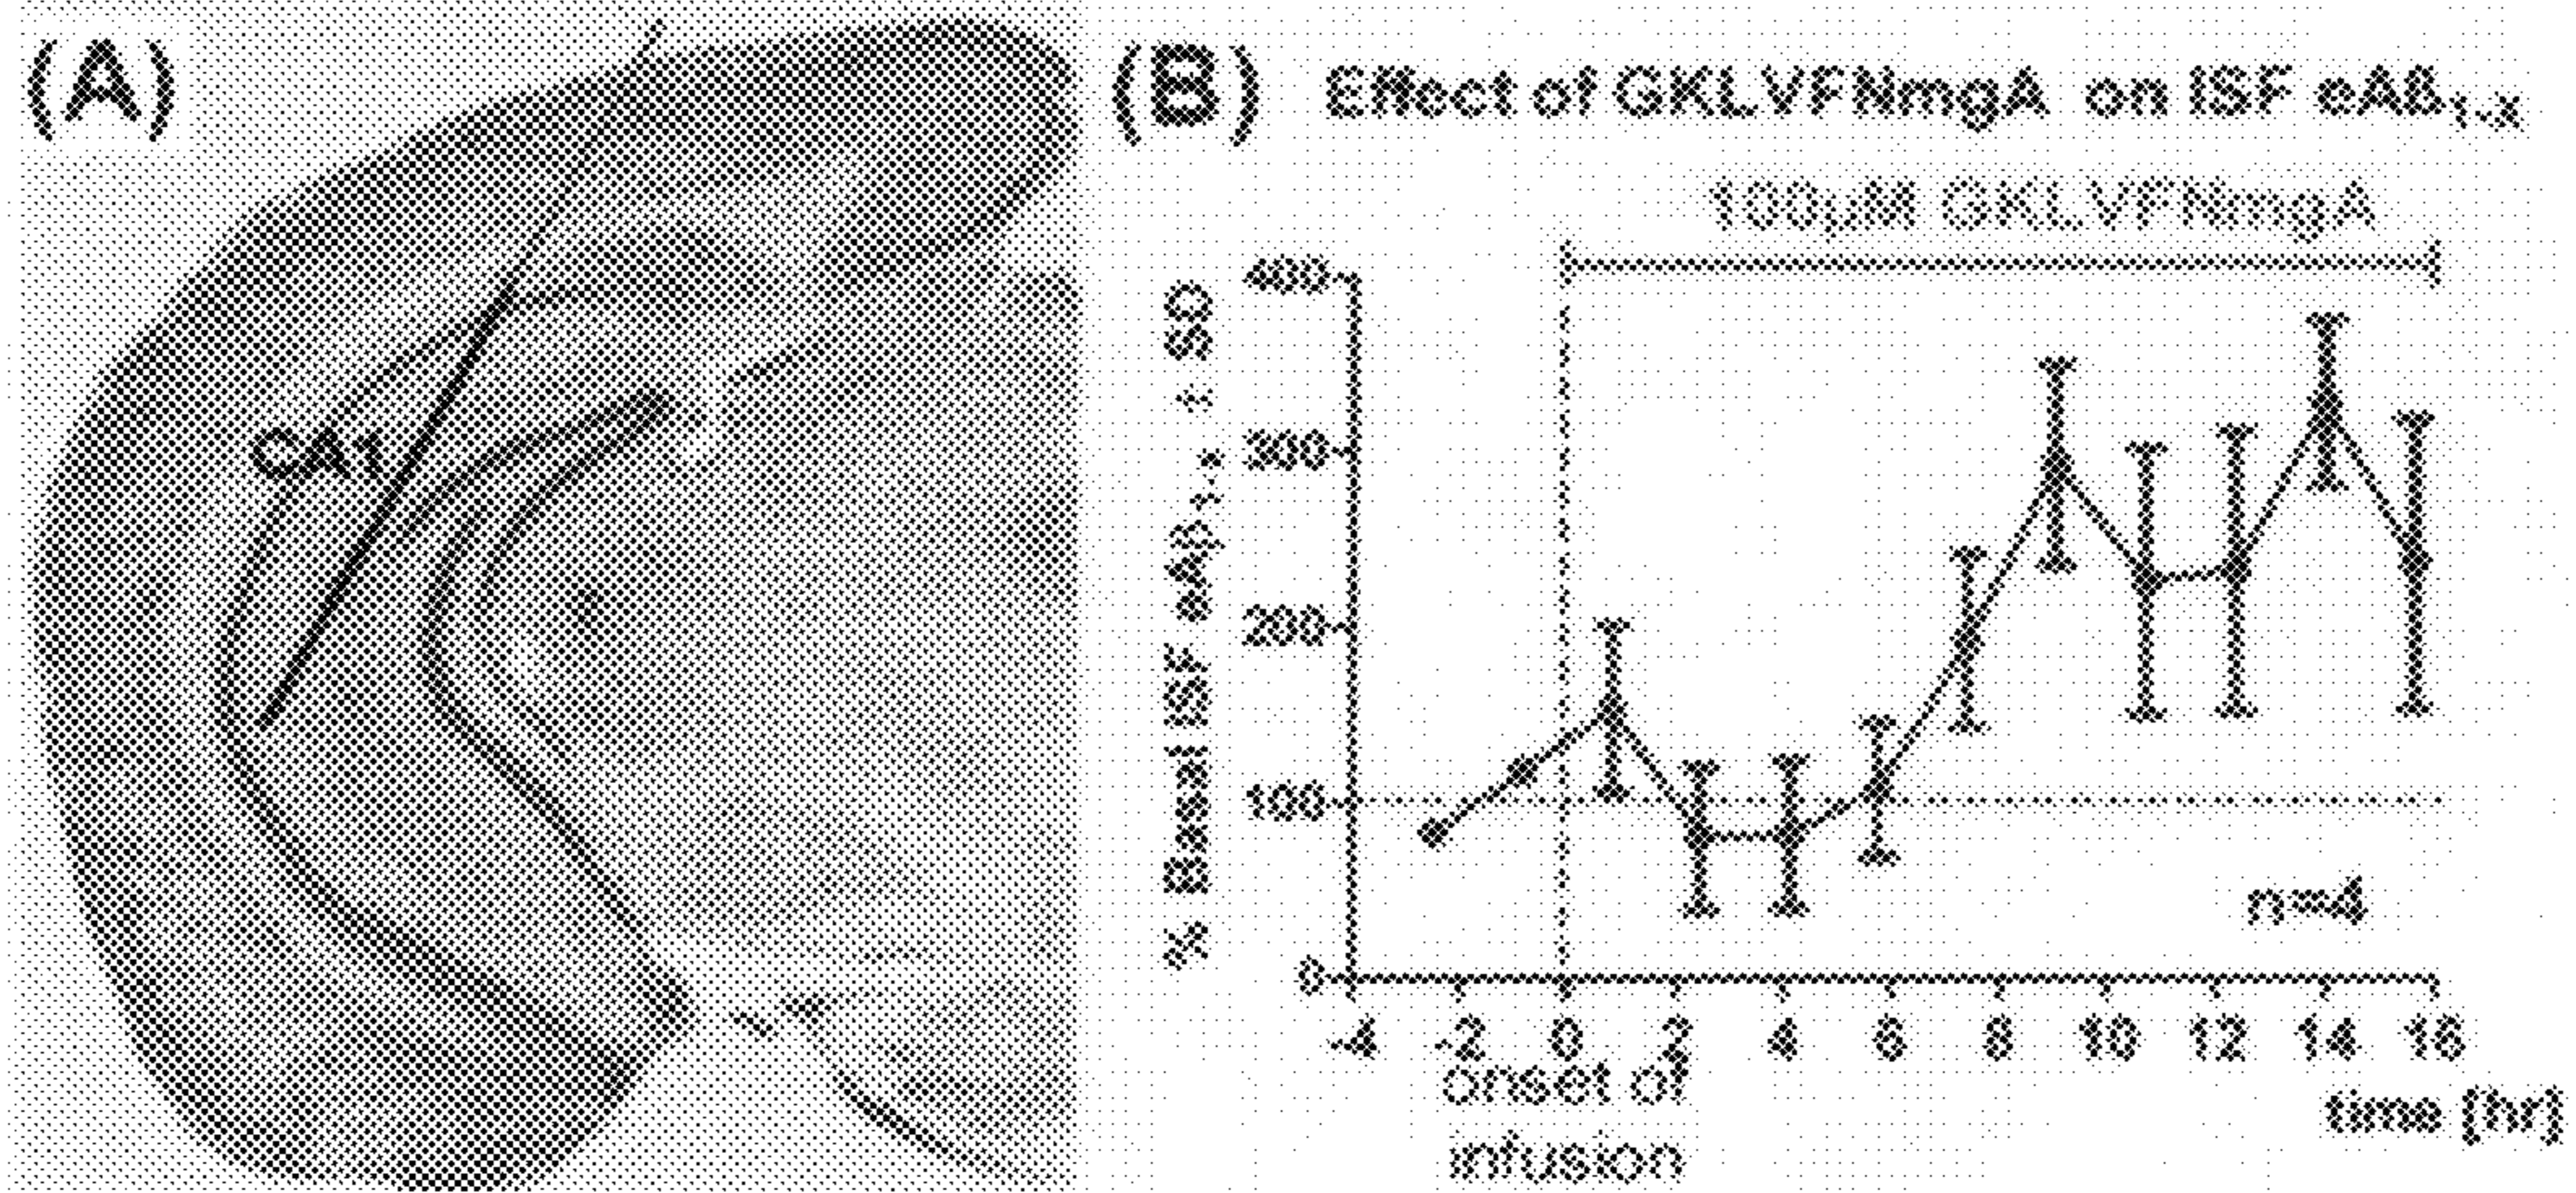 (A)
CA1
(B) Effect of GKLVFNmgA on ISF eAß1-x
100µM GKLVFNmgA
% Basal ISF eAβ1-x ± SD
400
300
200
100
0
-4 -2 0 2 4 6 8 10 12 14 16
onset of
infusion
time [hr]
n=4